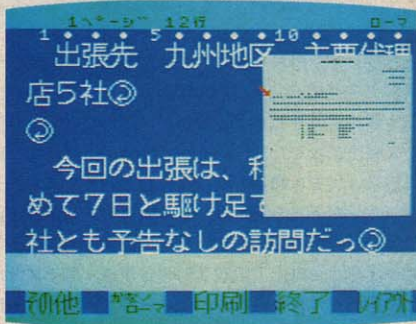 1ページ 12行 ローマ
1 5 10
出張先 九州地区 主要代理
店5社
今回の出張は、
めて7日と駆け足で
社とも予告なしの訪問だっ
その他 かな/ローマ 印刷 終了 レイアウト